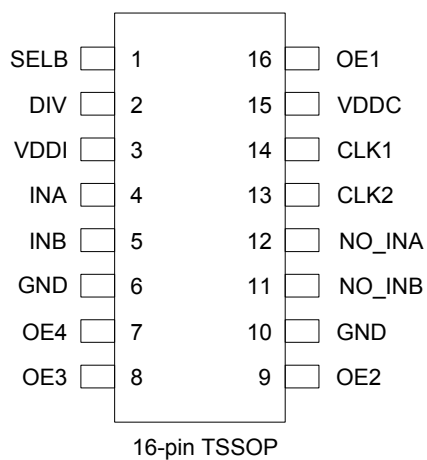 SELB 1 16 OE1
DIV 2 15 VDDC
VDDI 3 14 CLK1
INA 4 13 CLK2
INB 5 12 NO_INA
GND 6 11 NO_INB
OE4 7 10 GND
OE3 8 9 OE2
16-pin TSSOP